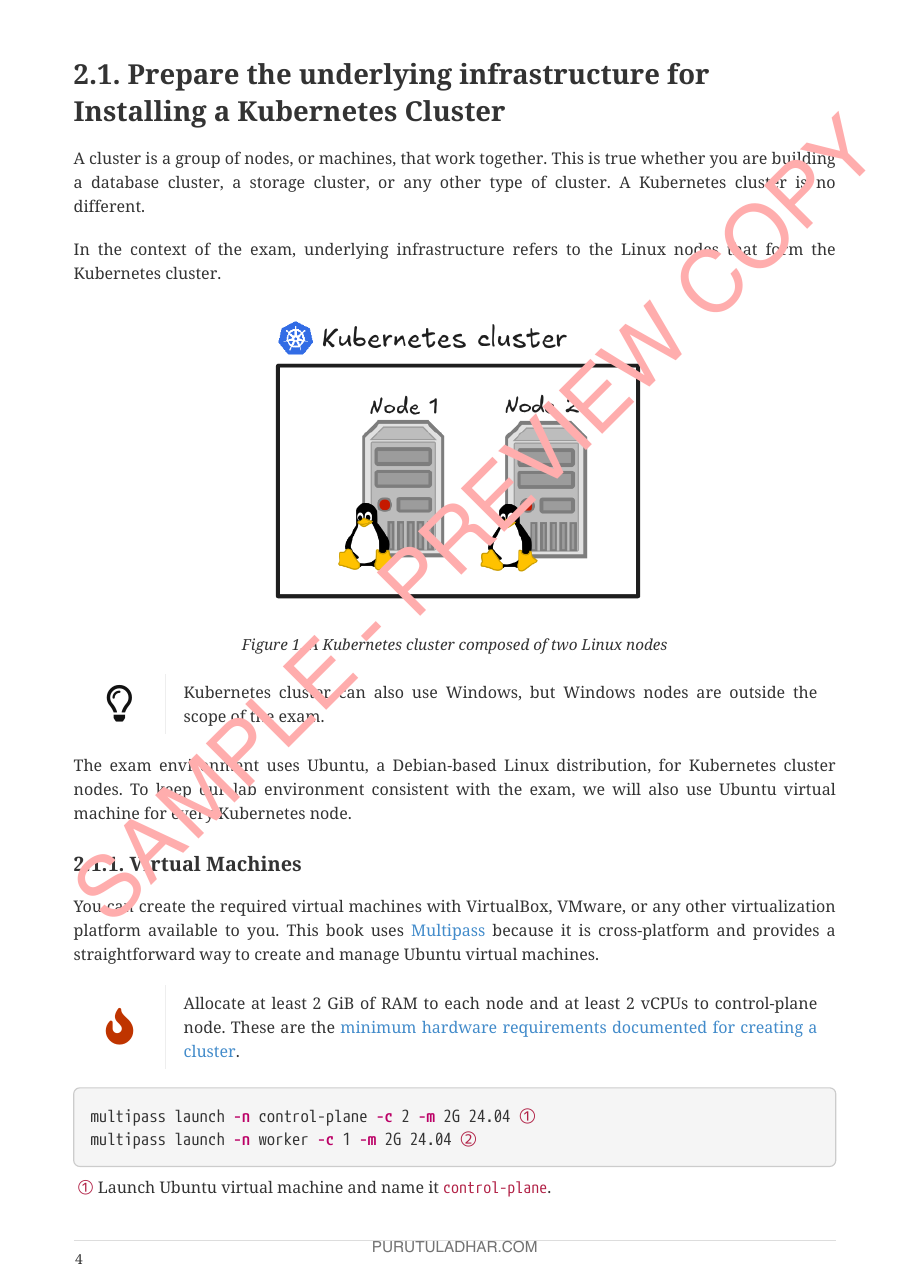 2.1. Prepare the underlying infrastructure for
Installing a Kubernetes Cluster
A cluster is a group of nodes, or machines, that work together. This is true whether you are building
a database cluster, a storage cluster, or any other type of cluster. A Kubernetes cluster is no
different.
In the context of the exam, underlying infrastructure refers to the Linux nodes that form the
Kubernetes cluster.
Kubernetes cluster
Node 1
Node 2
Figure 1. A Kubernetes cluster composed of two Linux nodes
Kubernetes cluster can also use Windows, but Windows nodes are outside the
scope of the exam.
The exam environment uses Ubuntu, a Debian-based Linux distribution, for Kubernetes cluster
nodes. To keep our lab environment consistent with the exam, we will also use Ubuntu virtual
machine for every Kubernetes node.
2.1.1. Virtual Machines
You can create the required virtual machines with VirtualBox, VMware, or any other virtualization
platform available to you. This book uses Multipass because it is cross-platform and provides a
straightforward way to create and manage Ubuntu virtual machines.
Allocate at least 2 GiB of RAM to each node and at least 2 vCPUs to control-plane
node. These are the minimum hardware requirements documented for creating a
cluster.
multipass launch -n control-plane -c 2 -m 2G 24.04 ①
multipass launch -n worker -c 1 -m 2G 24.04 ②
① Launch Ubuntu virtual machine and name it control-plane.
PURUTULADHAR.COM
4
SAMPLE - PREVIEW COPY